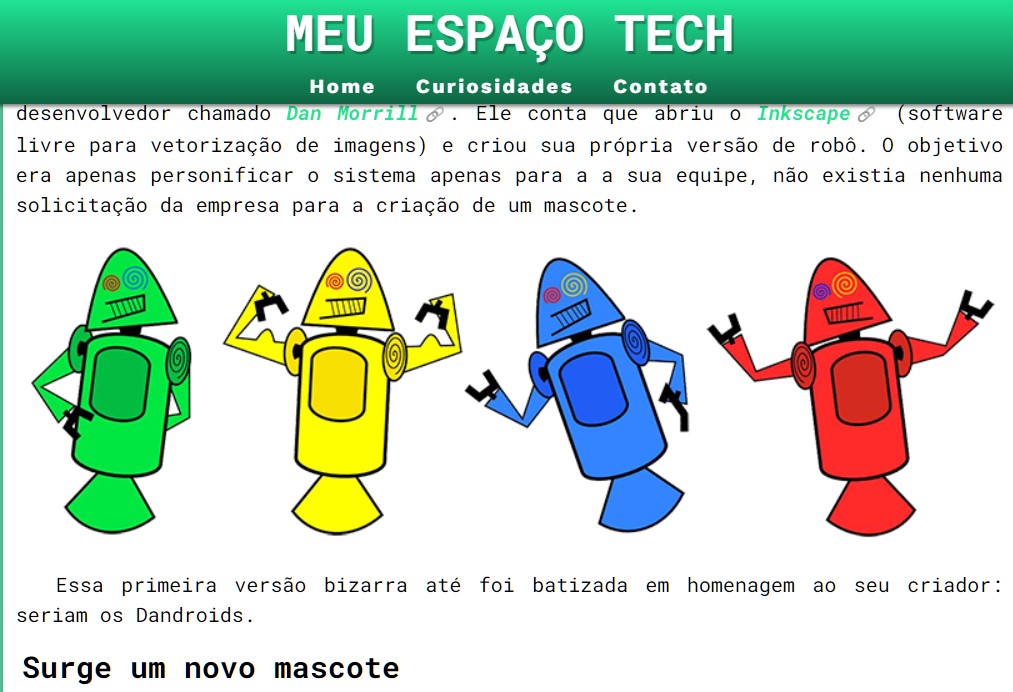 MEU ESPAÇO TECH
Home Curiosidades Contato
desenvolvedor chamado Dan Morrill. Ele conta que abriu o Inkscape (software
livre para vetorização de imagens) e criou sua própria versão de robô. O objetivo
era apenas personificar o sistema apenas para a a sua equipe, não existia nenhuma
solicitação da empresa para a criação de um mascote.
Essa primeira versão bizarra até foi batizada em homenagem ao seu criador:
seriam os Dandroids.
Surge um novo mascote